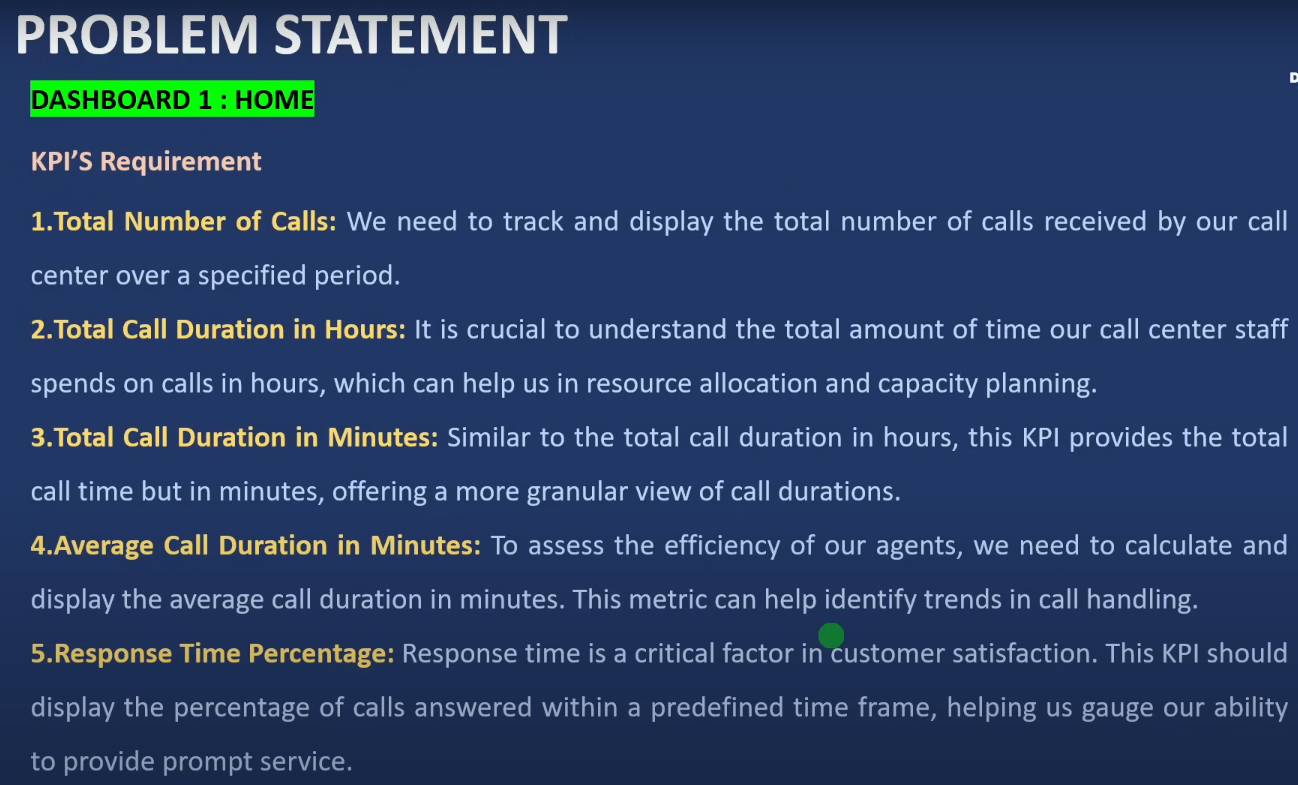 PROBLEM STATEMENT
D
DASHBOARD 1 : HOME
KPI’S Requirement
1.Total Number of Calls: We need to track and display the total number of calls received by our call
center over a specified period.
2.Total Call Duration in Hours: It is crucial to understand the total amount of time our call center staff
spends on calls in hours, which can help us in resource allocation and capacity planning.
3.Total Call Duration in Minutes: Similar to the total call duration in hours, this KPI provides the total
call time but in minutes, offering a more granular view of call durations.
4.Average Call Duration in Minutes: To assess the efficiency of our agents, we need to calculate and
display the average call duration in minutes. This metric can help identify trends in call handling.
5.Response Time Percentage: Response time is a critical factor in customer satisfaction. This KPI should
display the percentage of calls answered within a predefined time frame, helping us gauge our ability
to provide prompt service.